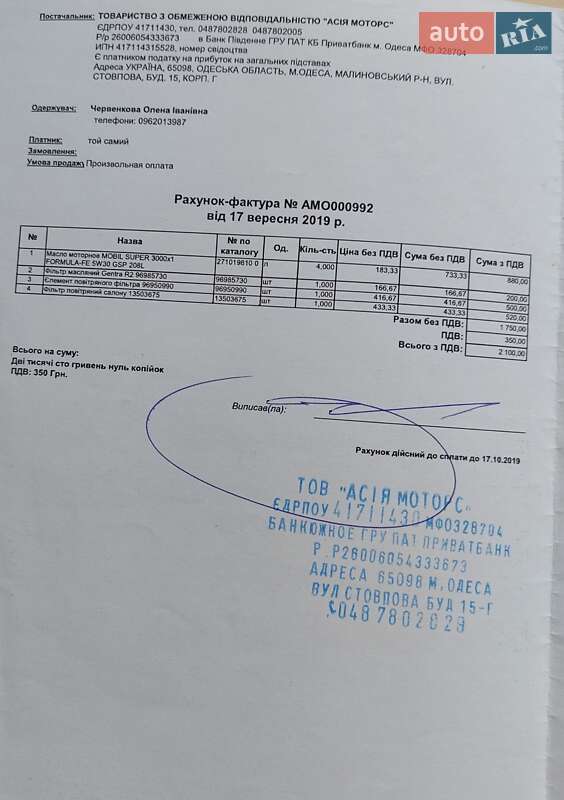 auto RIA.com
Постачальник: ТОВАРИСТВО З ОБМЕЖЕНОЮ ВІДПОВІДАЛЬНІСТЮ "АСІЯ МОТОРС"
ЄДРПОУ 41711430, тел. 0487802828 0487802005
Р/р 26006054333673 в Банк Південне ГРУ ПАТ КБ Приватбанк м. Одеса МФО 328704
ИПН 417114315528, номер свідоцтва
Є платником податку на прибуток на загальних підставах
Адреса УКРАЇНА, 65098, ОДЕСЬКА ОБЛАСТЬ, М.ОДЕСА, МАЛИНОВСЬКИЙ Р-Н, ВУЛ.
СТОВПОВА, БУД. 15, КОРП. Г
Одержувач: Червенкова Олена Іванівна
телефони: 0962013987
Платник: той самий
Замовлення:
Умова продажу Произвольная оплата
Рахунок-фактура № АМО000992
від 17 вересня 2019 р.
№ Назва № по каталогу Од. Кіль-сть Ціна без ПДВ Сума без ПДВ Сума з ПДВ
1 Масло моторное MOBIL SUPER 3000x1 FORMULA-FE 5W30 GSP 208L 271019810 0 л 4,000 183,33 733,33 880,00
2 Фільтр масляний Gentra R2 96985730 96985730 шт 1,000 166,67 166,67 200,00
3 Елемент повітряного фільтра 96950990 96950990 шт 1,000 416,67 416,67 500,00
4 Фільтр повітряний салону 13503675 13503675 шт 1,000 433,33 433,33 520,00
Разом без ПДВ: 1 750,00
ПДВ: 350,00
Всього з ПДВ: 2 100,00
Всього на суму:
Дві тисячі сто гривень нуль копійок
ПДВ: 350 Грн.
Виписав(ла):
Рахунок дійсний до сплати до 17.10.2019
ТОВ "АСІЯ МОТОРС"
ЄДРПОУ 41711430 МФО328704
БАНКЮЖНОЕ ГРУ ПАТ ПРИВАТБАНК
Р.Р26006054333673
АДРЕСА 65098 М.ОДЕСА
ВУЛ СТОВПОВА БУД 15-Г
0487802829